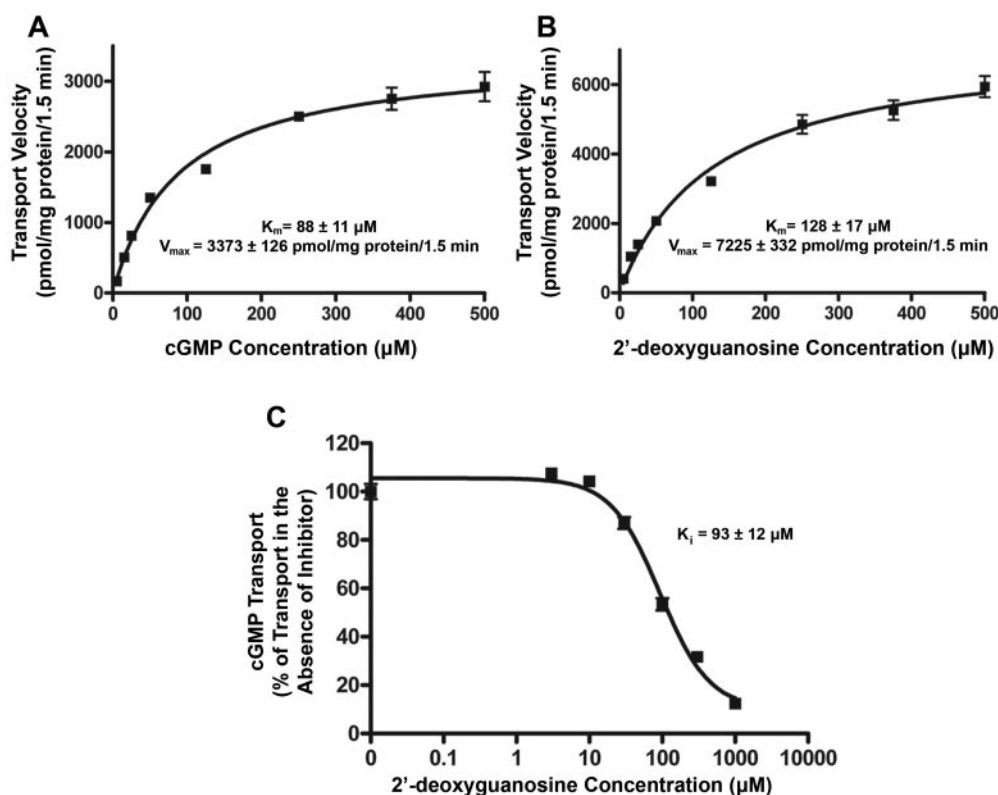 A
Transport Velocity
(pmol/mg protein/1.5 min)
3000
2000
1000
0
Km= 88 ± 11 µM
Vmax = 3373 ± 126 pmol/mg protein/1.5 min
0 100 200 300 400 500
cGMP Concentration (µM)
B
Transport Velocity
(pmol/mg protein/1.5 min)
6000
4000
2000
0
Km= 128 ± 17 µM
Vmax = 7225 ± 332 pmol/mg protein/1.5 min
0 100 200 300 400 500
2’-deoxyguanosine Concentration (µM)
C
cGMP Transport
(% of Transport in the
Absence of Inhibitor)
120
100
80
60
40
20
0
Ki = 93 ± 12 µM
0 0.1 1 10 100 1000 10000
2’-deoxyguanosine Concentration (µM)